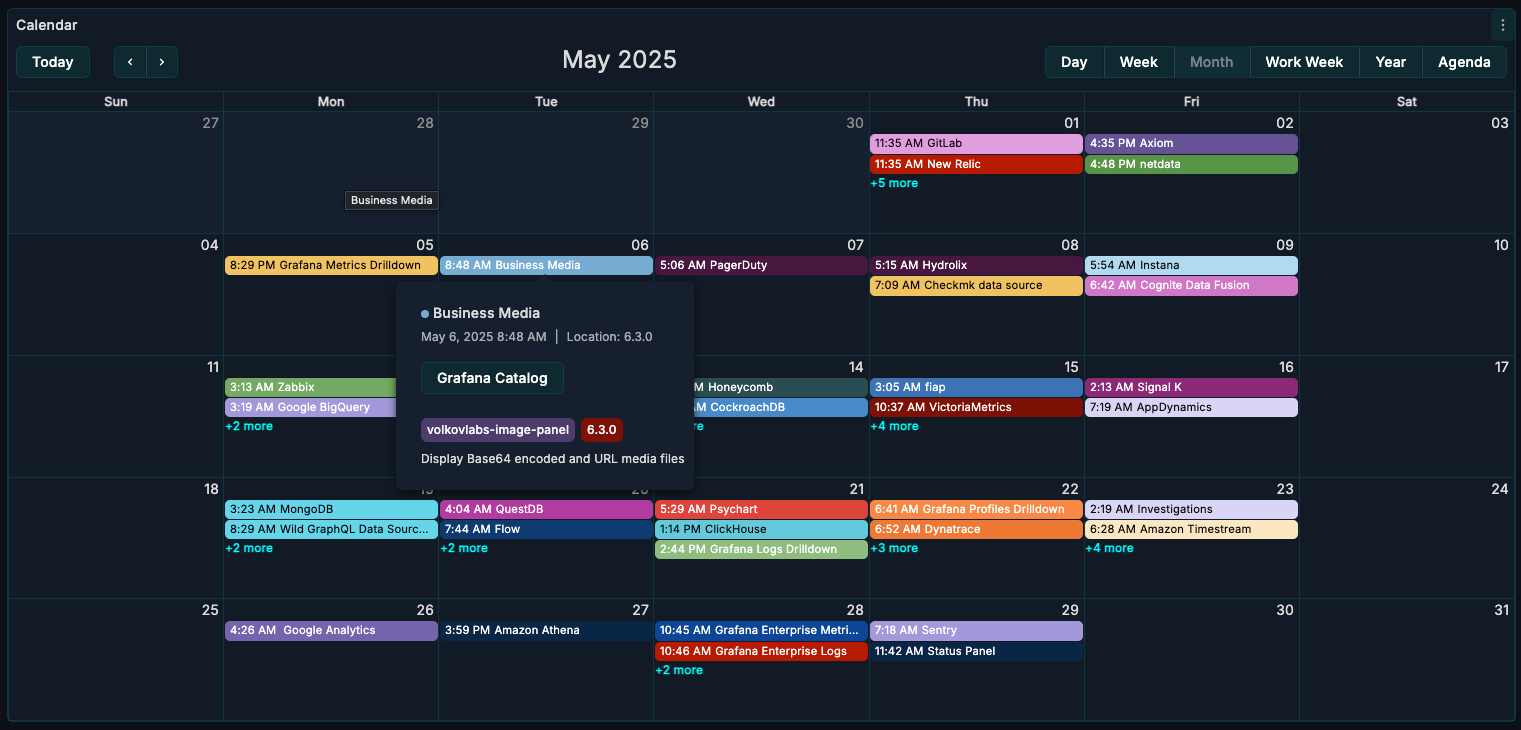 Calendar
Today ‹ › May 2025 Day Week Month Work Week Year Agenda
Sun Mon Tue Wed Thu Fri Sat
27 28 29 30 01 02 03
11:35 AM GitLab 4:35 PM Axiom
11:35 AM New Relic 4:48 PM netdata
+5 more
Business Media
04 05 06 07 08 09 10
8:29 PM Grafana Metrics Drilldown 8:48 AM Business Media 5:06 AM PagerDuty 5:15 AM Hydrolix 5:54 AM Instana
7:09 AM Checkmk data source 6:42 AM Cognite Data Fusion
Business Media
May 6, 2025 8:48 AM | Location: 6.3.0
Grafana Catalog
volkovlabs-image-panel 6.3.0
Display Base64 encoded and URL media files
11 14 15 16 17
3:13 AM Zabbix Honeycomb 3:05 AM fiap 2:13 AM Signal K
3:19 AM Google BigQuery AM CockroachDB 10:37 AM VictoriaMetrics 7:19 AM AppDynamics
+2 more +4 more
18 20 21 22 23 24
3:23 AM MongoDB 4:04 AM QuestDB 5:29 AM Psychart 6:41 AM Grafana Profiles Drilldown 2:19 AM Investigations
8:29 AM Wild GraphQL Data Sourc... 7:44 AM Flow 1:14 PM ClickHouse 6:52 AM Dynatrace 6:28 AM Amazon Timestream
+2 more +2 more 2:44 PM Grafana Logs Drilldown +3 more +4 more
25 26 27 28 29 30 31
4:26 AM Google Analytics 3:59 PM Amazon Athena 10:45 AM Grafana Enterprise Metri... 7:18 AM Sentry
10:46 AM Grafana Enterprise Logs 11:42 AM Status Panel
+2 more